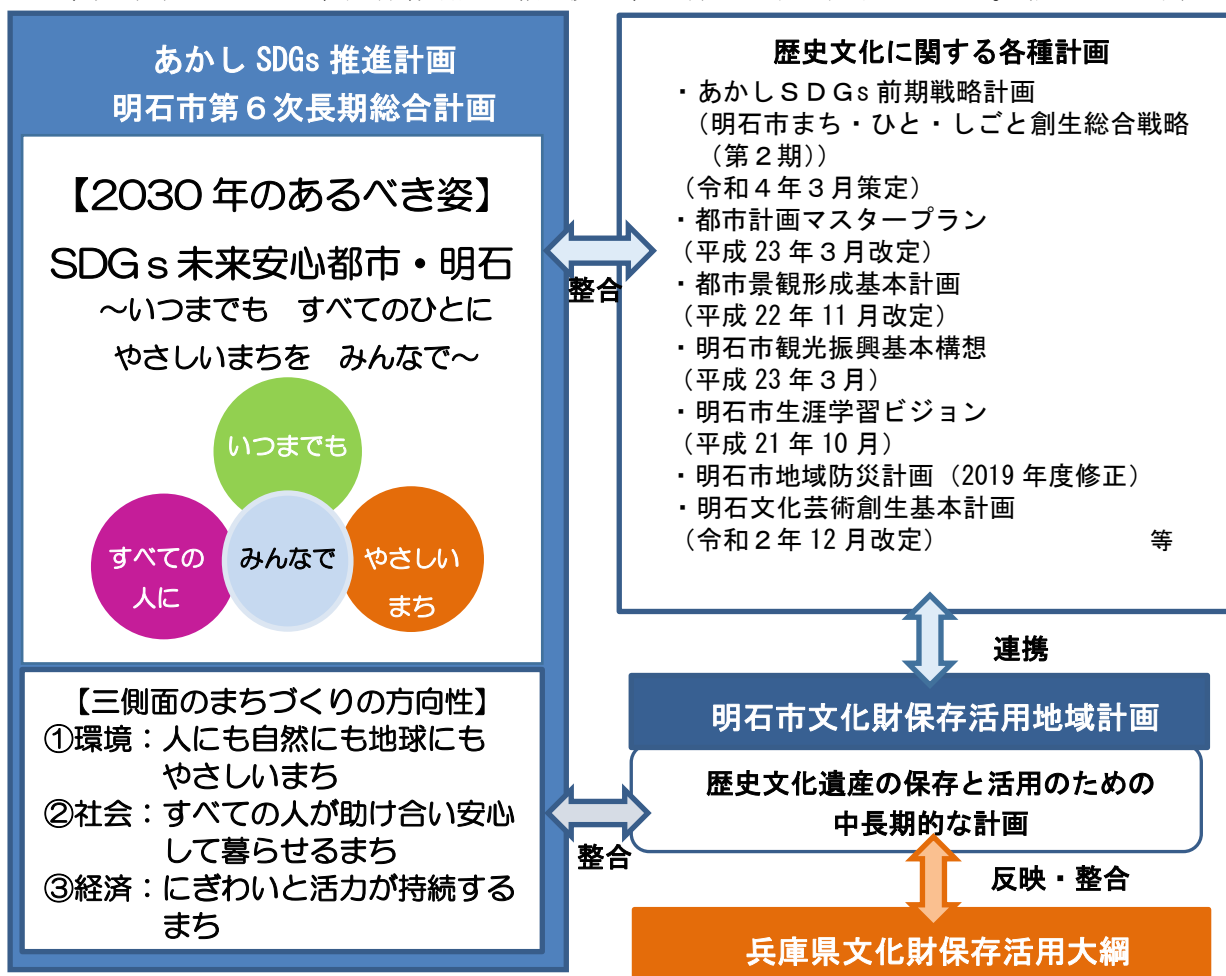 あかし SDGs 推進計画
明石市第６次長期総合計画
【2030 年のあるべき姿】
SDGｓ未来安心都市・明石
～いつまでも　すべてのひとに
やさしいまちを　みんなで～
いつまでも
すべての
人に
みんなで
やさしい
まち
【三側面のまちづくりの方向性】
①環境：人にも自然にも地球にも
やさしいまち
②社会：すべての人が助け合い安心
して暮らせるまち
③経済：にぎわいと活力が持続する
まち
整合
整合
歴史文化に関する各種計画
・あかしＳＤＧs 前期戦略計画
（明石市まち・ひと・しごと創生総合戦略
（第２期））
（令和４年３月策定）
・都市計画マスタープラン
（平成 23 年３月改定）
・都市景観形成基本計画
（平成 22 年 11 月改定）
・明石市観光振興基本構想
（平成 23 年３月）
・明石市生涯学習ビジョン
（平成 21 年 10 月）
・明石市地域防災計画（2019 年度修正）
・明石文化芸術創生基本計画
（令和２年 12 月改定）　等
連携
明石市文化財保存活用地域計画
歴史文化遺産の保存と活用のための
中長期的な計画
反映・整合
兵庫県文化財保存活用大綱